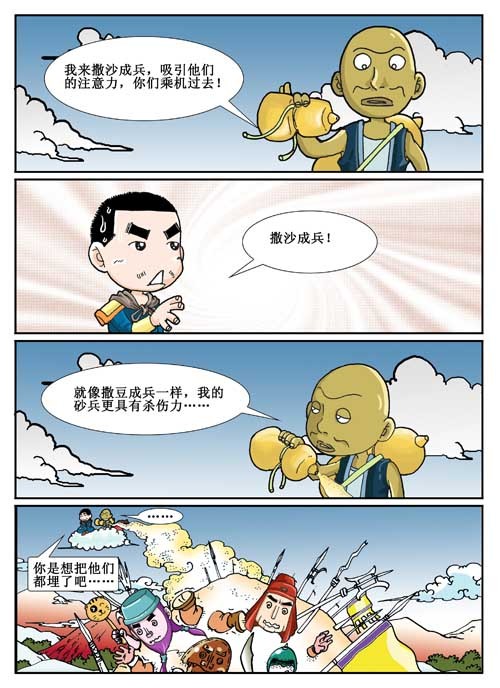 我来撒沙成兵，吸引他们
的注意力，你们乘机过去！
撒沙成兵！
就像撒豆成兵一样，我的
砂兵更具有杀伤力……
……
你是想把他们
都埋了吧……